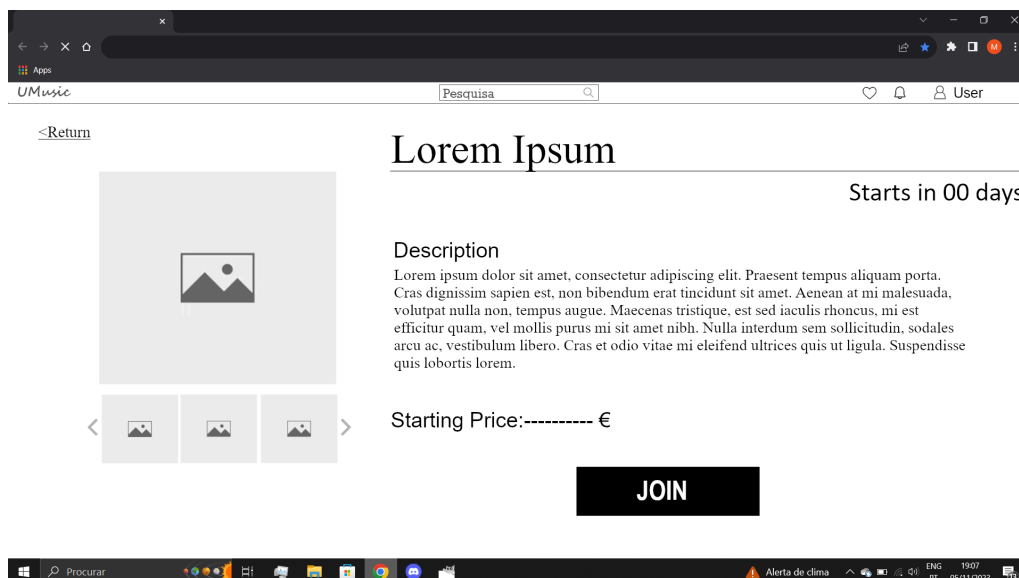 M
Apps
UMusic
Pesquisa
User
<Return
Lorem Ipsum
Starts in 00 days
Description
Lorem ipsum dolor sit amet, consectetur adipiscing elit. Praesent tempus aliquam porta.
Cras dignissim sapien est, non bibendum erat tincidunt sit amet. Aenean at mi malesuada,
volutpat nulla non, tempus augue. Maecenas tristique, est sed iaculis rhoncus, mi est
efficitur quam, vel mollis purus mi sit amet nibh. Nulla interdum sem sollicitudin, sodales
arcu ac, vestibulum libero. Cras et odio vitae mi eleifend ultrices quis ut ligula. Suspendisse
quis lobortis lorem.
Starting Price:---------- €
JOIN
Procurar
Alerta de clima
ENG 19:07
PT 05/11/2023